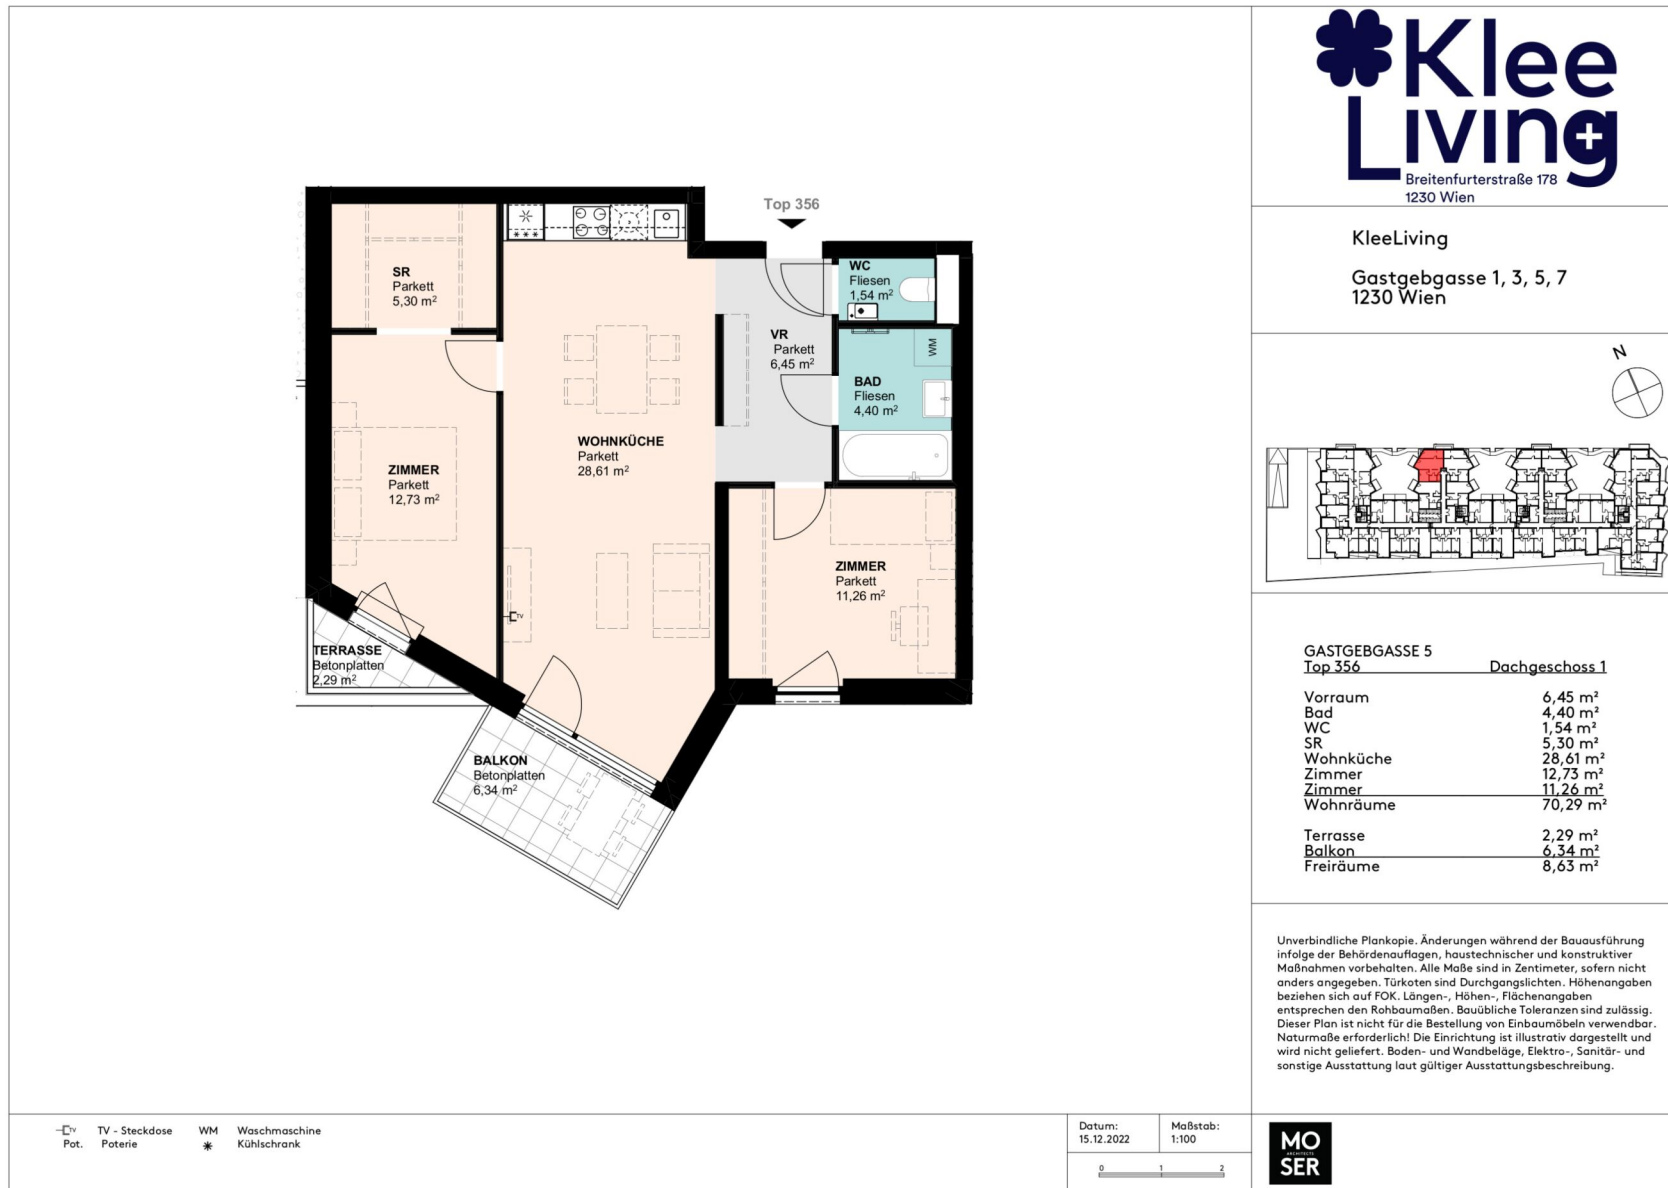 Klee
Living
Breitenfurterstraße 178
1230 Wien
KleeLiving
Gastgebgasse 1, 3, 5, 7
1230 Wien
N
Top 356
SR
Parkett
5,30 m²
WC
Fliesen
1,54 m²
VR
Parkett
6,45 m²
WM
BAD
Fliesen
4,40 m²
WOHNKÜCHE
Parkett
28,61 m²
ZIMMER
Parkett
12,73 m²
ZIMMER
Parkett
11,26 m²
TV
TERRASSE
Betonplatten
2,29 m²
BALKON
Betonplatten
6,34 m²
GASTGEBGASSE 5
Top 356 Dachgeschoss 1
Vorraum 6,45 m²
Bad 4,40 m²
WC 1,54 m²
SR 5,30 m²
Wohnküche 28,61 m²
Zimmer 12,73 m²
Zimmer 11,26 m²
Wohnräume 70,29 m²
Terrasse 2,29 m²
Balkon 6,34 m²
Freiräume 8,63 m²
Unverbindliche Plankopie. Änderungen während der Bauausführung
infolge der Behördenauflagen, haustechnischer und konstruktiver
Maßnahmen vorbehalten. Alle Maße sind in Zentimeter, sofern nicht
anders angegeben. Türkoten sind Durchgangslichten. Höhenangaben
beziehen sich auf FOK. Längen-, Höhen-, Flächenangaben
entsprechen den Rohbaumaßen. Bauübliche Toleranzen sind zulässig.
Dieser Plan ist nicht für die Bestellung von Einbaumöbeln verwendbar.
Naturmaße erforderlich! Die Einrichtung ist illustrativ dargestellt und
wird nicht geliefert. Boden- und Wandbeläge, Elektro-, Sanitär- und
sonstige Ausstattung laut gültiger Ausstattungsbeschreibung.
TV TV - Steckdose WM Waschmaschine
Pot. Poterie Kühlschrank
Datum: Maßstab:
15.12.2022 1:100
0 1 2
MO
ARCHITECTS
SER